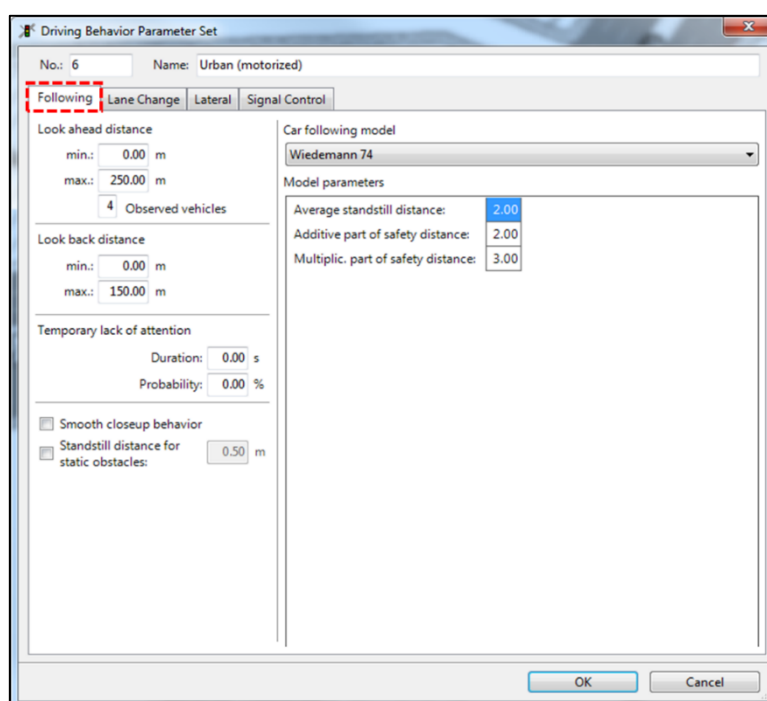 Driving Behavior Parameter Set
No.: 6 Name: Urban (motorized)
Following Lane Change Lateral Signal Control
Look ahead distance
min.: 0.00 m
max.: 250.00 m
4 Observed vehicles
Look back distance
min.: 0.00 m
max.: 150.00 m
Temporary lack of attention
Duration: 0.00 s
Probability: 0.00 %
Smooth closeup behavior
Standstill distance for
static obstacles: 0.50 m
Car following model
Wiedemann 74
Model parameters
Average standstill distance: 2.00
Additive part of safety distance: 2.00
Multiplic. part of safety distance: 3.00
OK Cancel